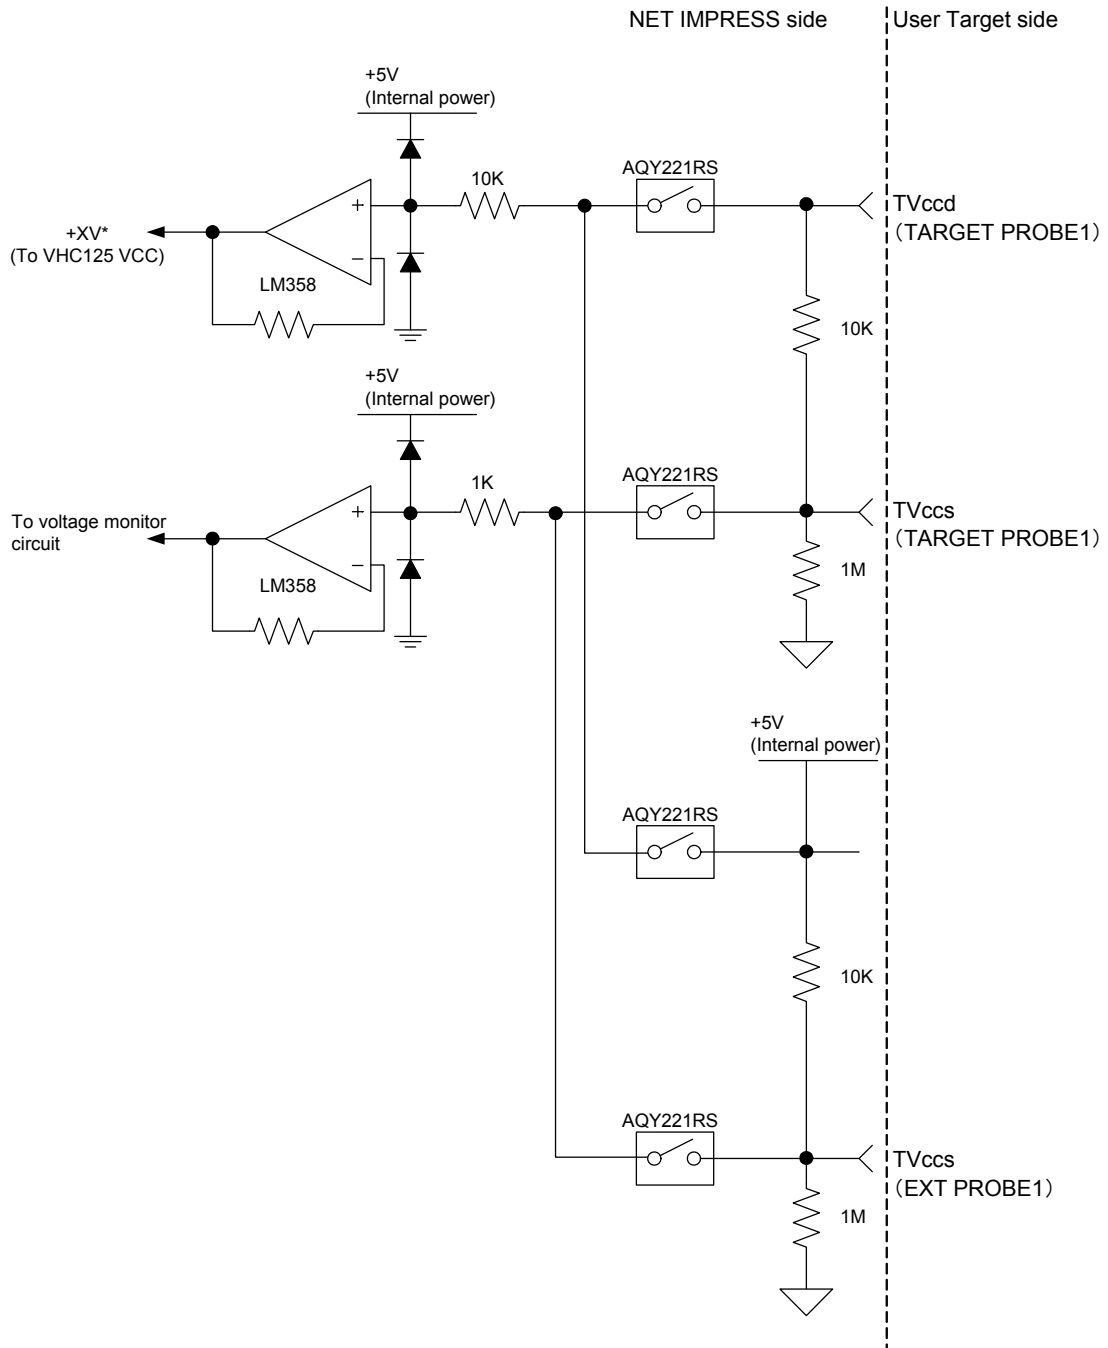 NET IMPRESS side
User Target side
+5V
(Internal power)
AQY221RS
10K
TVccd
(TARGET PROBE1)
+
+XV*
(To VHC125 VCC)
−
LM358
10K
+5V
(Internal power)
AQY221RS
1K
TVccs
(TARGET PROBE1)
+
To voltage monitor
circuit
−
LM358
1M
+5V
(Internal power)
AQY221RS
10K
AQY221RS
TVccs
(EXT PROBE1)
1M